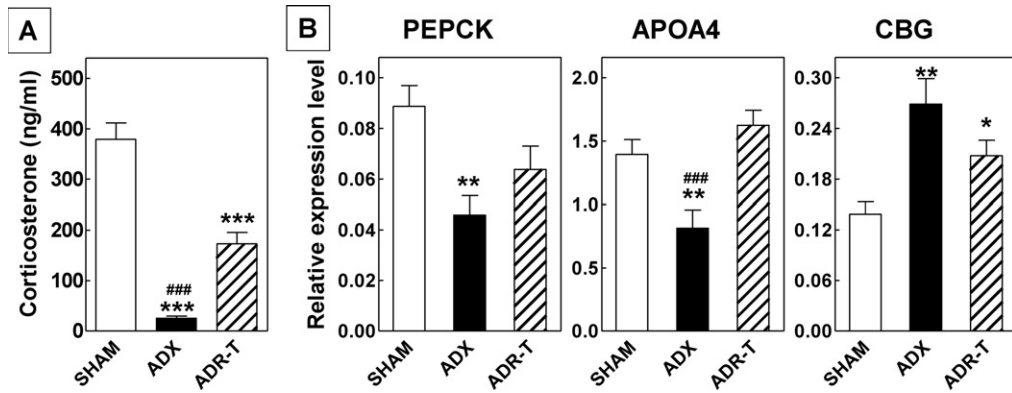 A
B
PEPCK
APOA4
CBG
Corticosterone (ng/ml)
500
400
300
200
100
0
###
***
***
SHAM
ADX
ADR-T
Relative expression level
0.10
0.08
0.06
0.04
0.02
0.00
**
SHAM
ADX
ADR-T
2.0
1.5
1.0
0.5
0.0
###
**
SHAM
ADX
ADR-T
0.30
0.24
0.18
0.12
0.06
0.00
**
*
SHAM
ADX
ADR-T